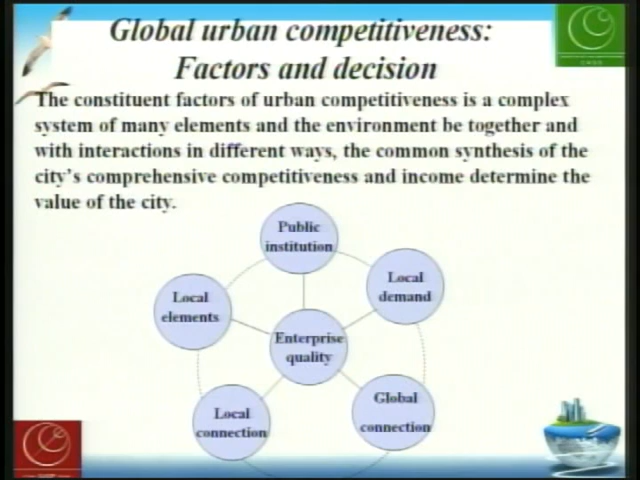 Global urban competitiveness:
Factors and decision
The constituent factors of urban competitiveness is a complex
system of many elements and the environment be together and
with interactions in different ways, the common synthesis of the
city's comprehensive competitiveness and income determine the
value of the city.
Public
institution
Local
demand
Local
elements
Enterprise
quality
Global
connection
Local
connection